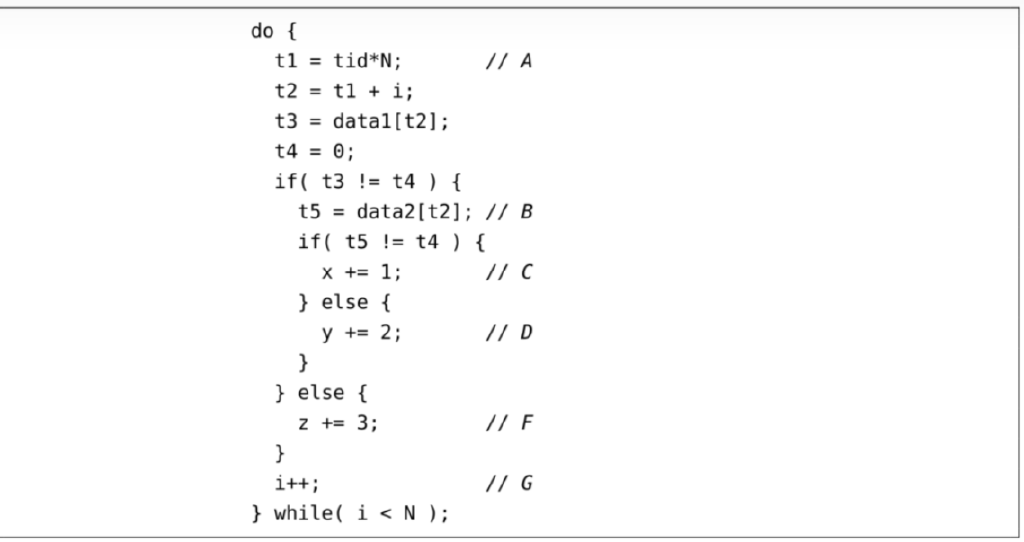 do {
  t1 = tid*N;       // A
  t2 = t1 + i;
  t3 = data1[t2];
  t4 = 0;
  if( t3 != t4 ) {
    t5 = data2[t2]; // B
    if( t5 != t4 ) {
      x += 1;       // C
    } else {
      y += 2;       // D
    }
  } else {
    z += 3;         // F
  }
  i++;              // G
} while( i < N );